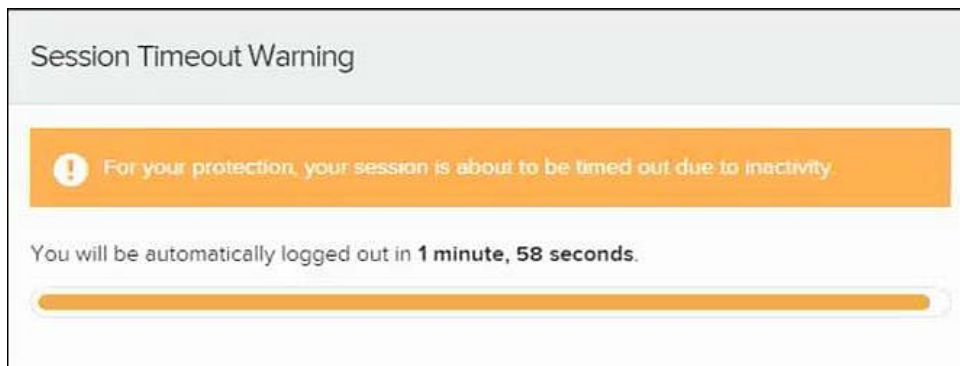 Session Timeout Warning
For your protection, your session is about to be timed out due to inactivity.
You will be automatically logged out in 1 minute, 58 seconds.